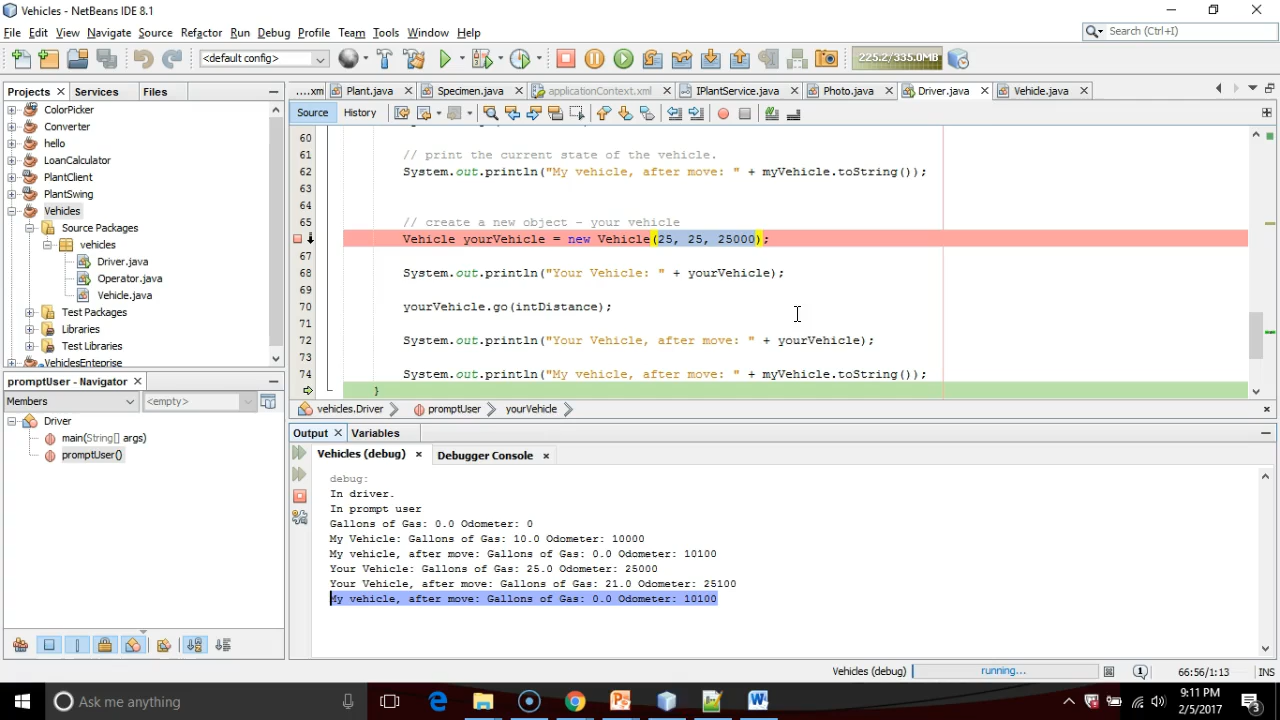 Vehicles - NetBeans IDE 8.1
File Edit View Navigate Source Refactor Run Debug Profile Team Tools Window Help
Search (Ctrl+I)
<default config>
225.2/335.0MB
Projects Services Files
...xm Plant.java Specimen.java applicationContext.xml IPlantService.java Photo.java Driver.java Vehicle.java
Source History
ColorPicker
Converter
hello
LoanCalculator
PlantClient
PlantSwing
Vehicles
Source Packages
vehicles
Driver.java
Operator.java
Vehicle.java
Test Packages
Libraries
Test Libraries
VehiclesEnteprise
60
61 // print the current state of the vehicle.
62 System.out.println("My vehicle, after move: " + myVehicle.toString());
63
64
65 // create a new object - your vehicle
Vehicle yourVehicle = new Vehicle(25, 25, 25000);
67
68 System.out.println("Your Vehicle: " + yourVehicle);
69
70 yourVehicle.go(intDistance);
71
72 System.out.println("Your Vehicle, after move: " + yourVehicle);
73
74 System.out.println("My vehicle, after move: " + myVehicle.toString());
}
vehicles.Driver promptUser yourVehicle
promptUser - Navigator
Members <empty>
Driver
main(String[] args)
promptUser()
Output Variables
Vehicles (debug) Debugger Console
debug:
In driver.
In prompt user
Gallons of Gas: 0.0 Odometer: 0
My Vehicle: Gallons of Gas: 10.0 Odometer: 10000
My vehicle, after move: Gallons of Gas: 0.0 Odometer: 10100
Your Vehicle: Gallons of Gas: 25.0 Odometer: 25000
Your Vehicle, after move: Gallons of Gas: 21.0 Odometer: 25100
My vehicle, after move: Gallons of Gas: 0.0 Odometer: 10100
Vehicles (debug) running... 1 66:56/1:13 INS
Ask me anything
9:11 PM
2/5/2017
3